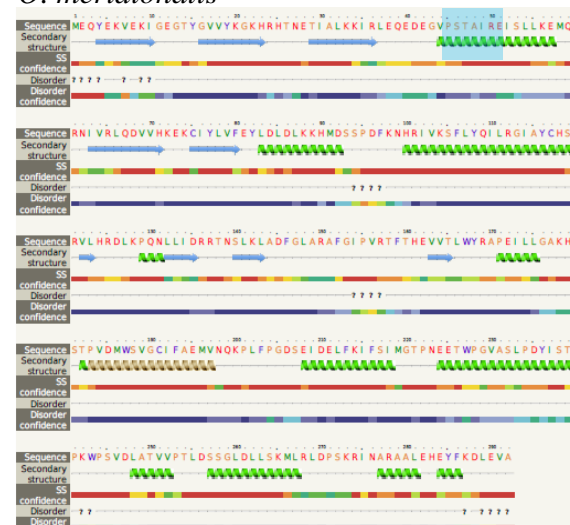 O. meridionalis
Sequence MEQYEKVEKIGEGTYGVVYKGKHRHTNETIALKKIRLEQEDEGVPSTAIREISLLKEMQ
Secondary
structure
SS
confidence
Disorder ???? ? ??
Disorder
confidence
Sequence RNIVRLQDVVHKEKCIYLVFEYLDLDLKKHMDSSPDFKNHRIVKSFLYQILRGIAYCHS
Secondary
structure
SS
confidence
Disorder ????
Disorder
confidence
Sequence RVLHRDLKPQNLLIDRRTNSLKLADFGLARAFGIPVRTFTHEVVTLWYRAPEILLGAKH
Secondary
structure
SS
confidence
Disorder ????
Disorder
confidence
Sequence STPVDMWSVGCIFAEMVNQKPLFPGDSEIDELFKIFSIMGTPNEETWPGVASLPDYIST
Secondary
structure
SS
confidence
Disorder
Disorder
confidence
Sequence PKWPSVDLATVVPTLDSSGLDLLSKMLRLDPSKRINARAALEHEYFKDLEVA
Secondary
structure
SS
confidence
Disorder ?? ? ????
Disorder